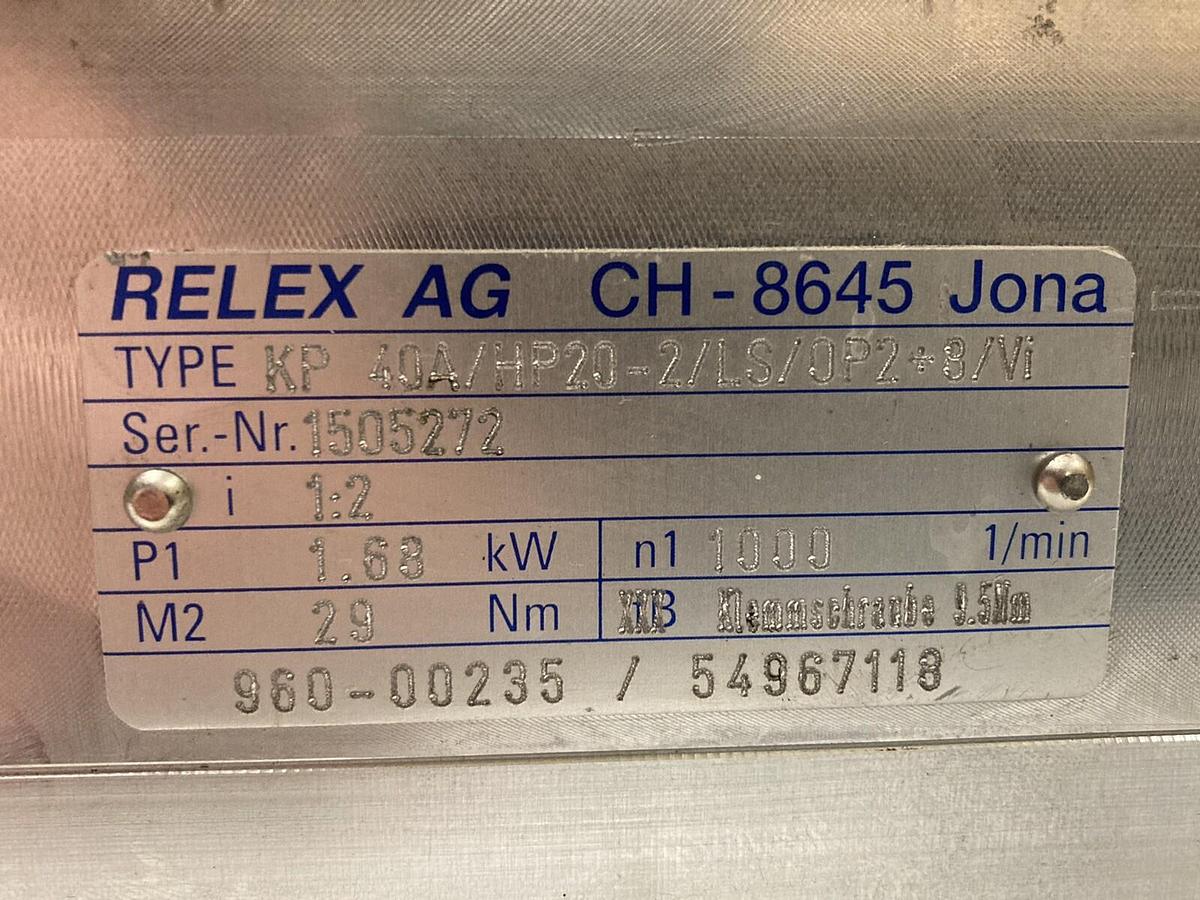 RELEX AG CH - 8645 Jona
TYPE KP 40A/HP20-2/LS/OP2+8/Vi
Ser.-Nr. 1505272
i 1:2
P1 1.68 kW n1 1000 1/min
M2 29 Nm Klemmschraube 9.5Nm
960-00235 / 54967118